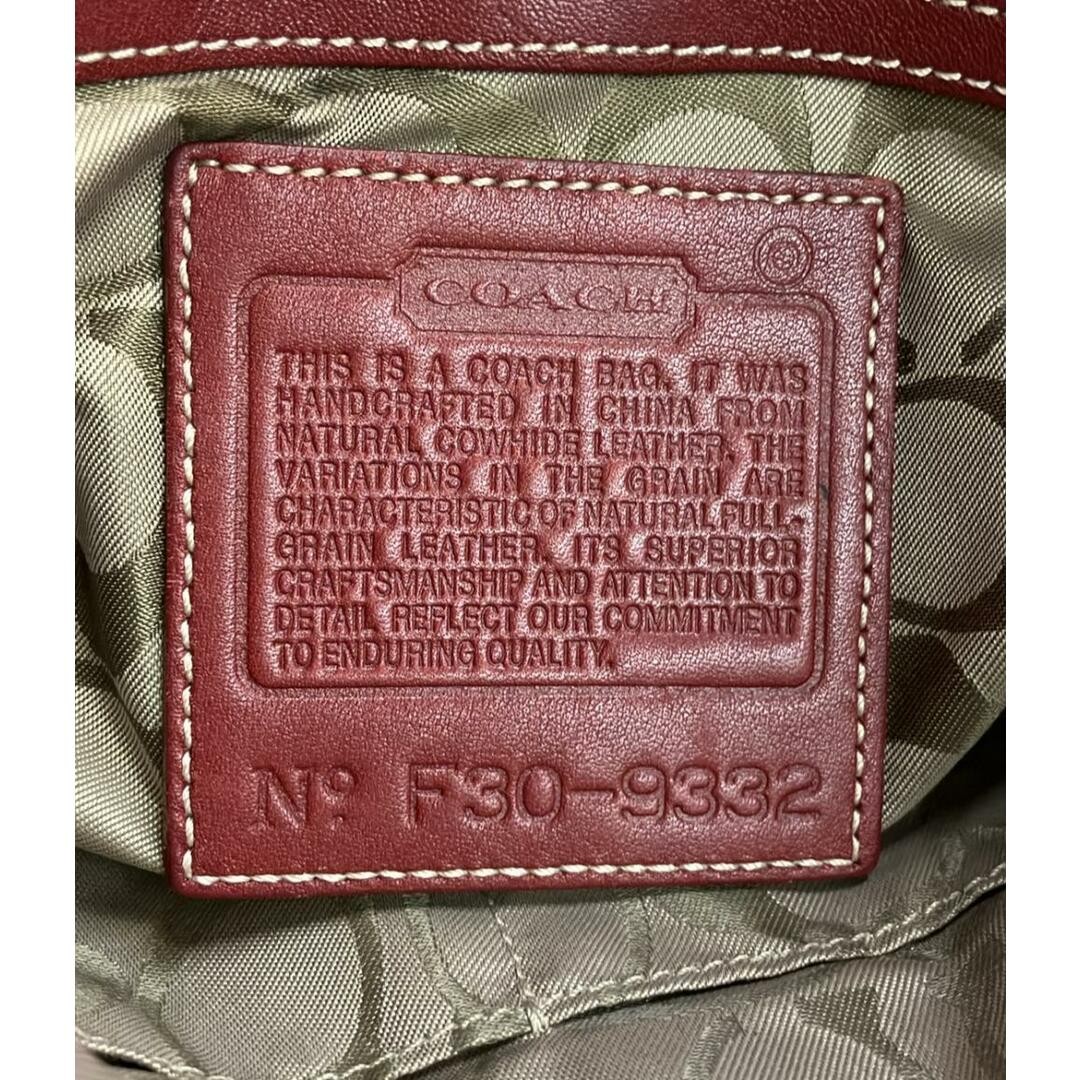 COACH
®
THIS IS A COACH BAG. IT WAS
HANDCRAFTED IN CHINA FROM
NATURAL COWHIDE LEATHER. THE
VARIATIONS IN THE GRAIN ARE
CHARACTERISTIC OF NATURAL FULL-
GRAIN LEATHER. ITS SUPERIOR
CRAFTSMANSHIP AND ATTENTION TO
DETAIL REFLECT OUR COMMITMENT
TO ENDURING QUALITY.
Nº F30-9332